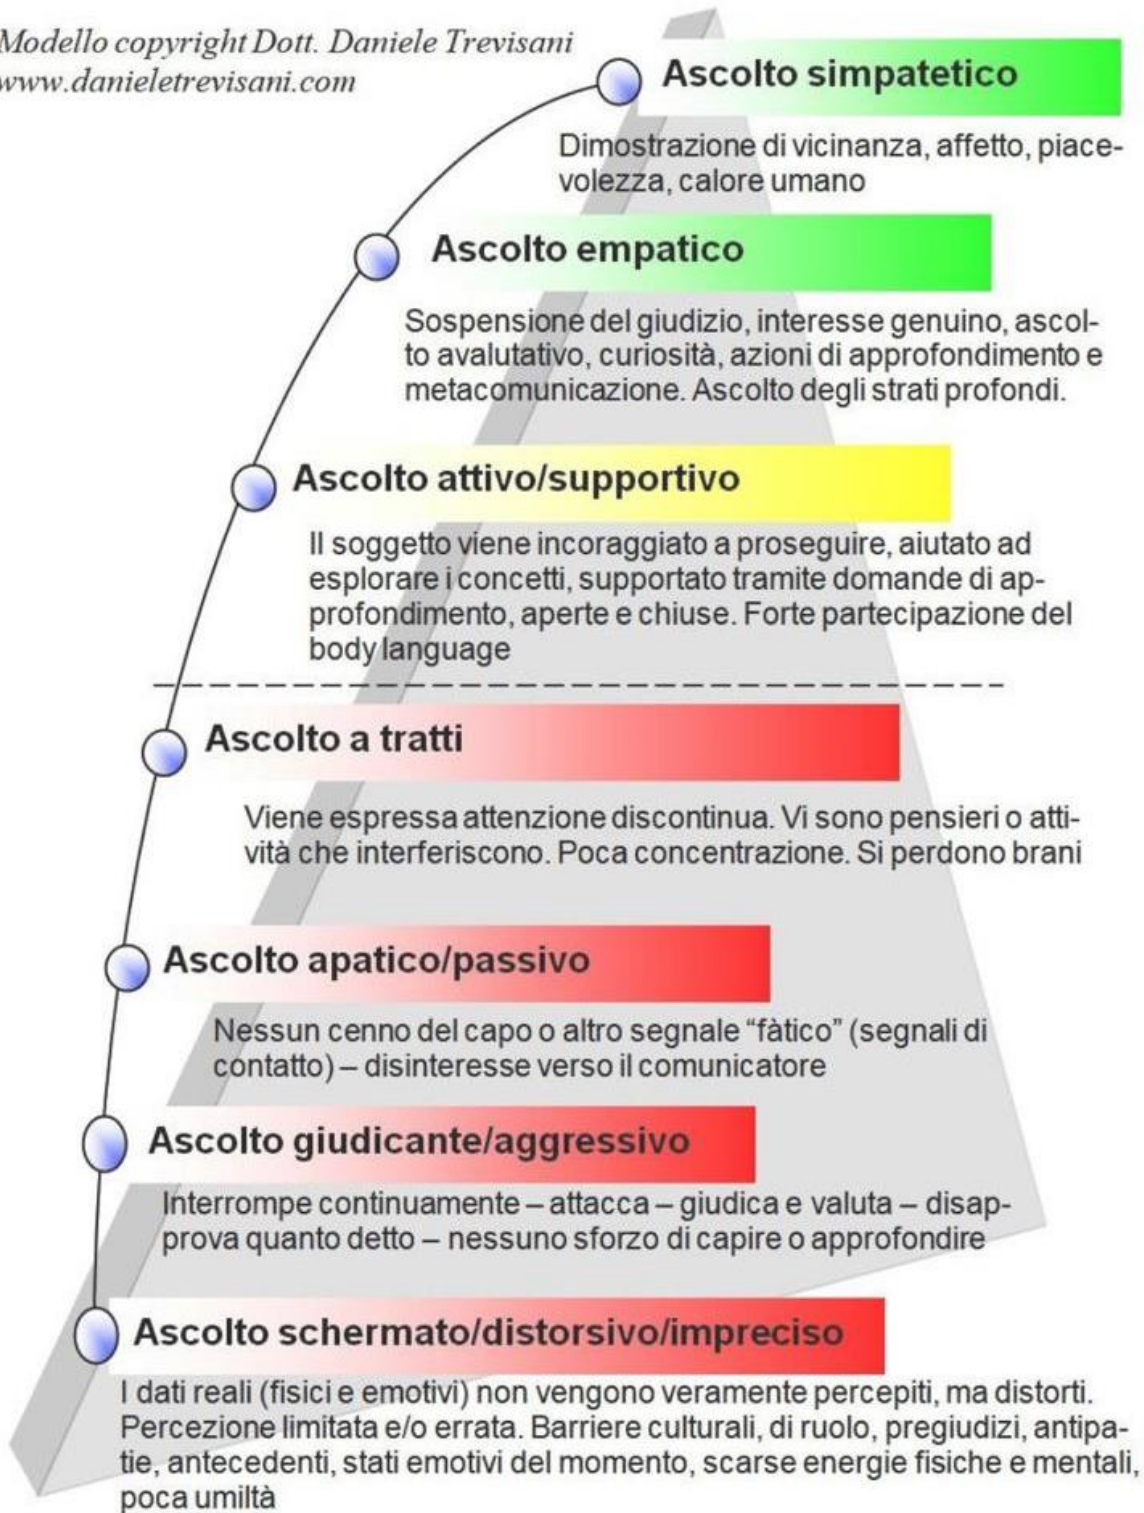 Modello copyright Dott. Daniele Trevisani
www.danieletrevisani.com
Ascolto simpatetico
Dimostrazione di vicinanza, affetto, piace-
volezza, calore umano
Ascolto empatico
Sospensione del giudizio, interesse genuino, ascol-
to avalutativo, curiosità, azioni di approfondimento e
metacomunicazione. Ascolto degli strati profondi.
Ascolto attivo/supportivo
Il soggetto viene incoraggiato a proseguire, aiutato ad
esplorare i concetti, supportato tramite domande di ap-
profondimento, aperte e chiuse. Forte partecipazione del
body language
Ascolto a tratti
Viene espressa attenzione discontinua. Vi sono pensieri o atti-
vità che interferiscono. Poca concentrazione. Si perdono brani
Ascolto apatico/passivo
Nessun cenno del capo o altro segnale “fàtico” (segnali di
contatto) – disinteresse verso il comunicatore
Ascolto giudicante/aggressivo
Interrompe continuamente – attacca – giudica e valuta – disap-
prova quanto detto – nessuno sforzo di capire o approfondire
Ascolto schermato/distorsivo/impreciso
I dati reali (fisici e emotivi) non vengono veramente percepiti, ma distorti.
Percezione limitata e/o errata. Barriere culturali, di ruolo, pregiudizi, antipa-
tie, antecedenti, stati emotivi del momento, scarse energie fisiche e mentali,
poca umiltà